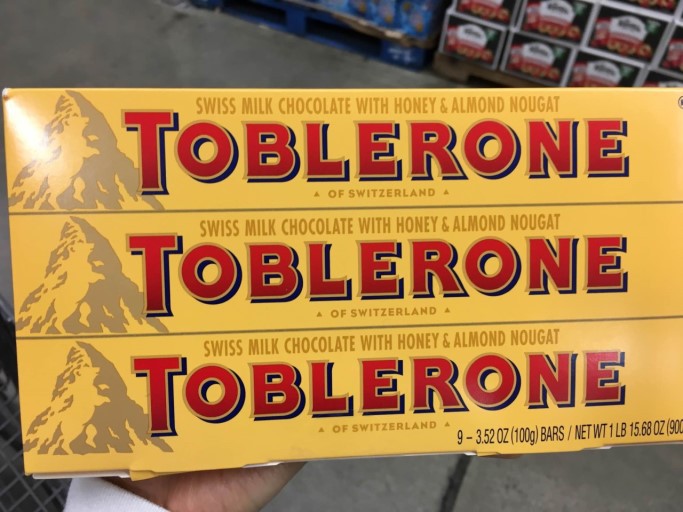 SWISS MILK CHOCOLATE WITH HONEY & ALMOND NOUGAT
TOBLERONE
OF SWITZERLAND
SWISS MILK CHOCOLATE WITH HONEY & ALMOND NOUGAT
TOBLERONE
OF SWITZERLAND
SWISS MILK CHOCOLATE WITH HONEY & ALMOND NOUGAT
TOBLERONE
OF SWITZERLAND
9 – 3.52 OZ (100g) BARS / NET WT 1 LB 15.68 OZ (900